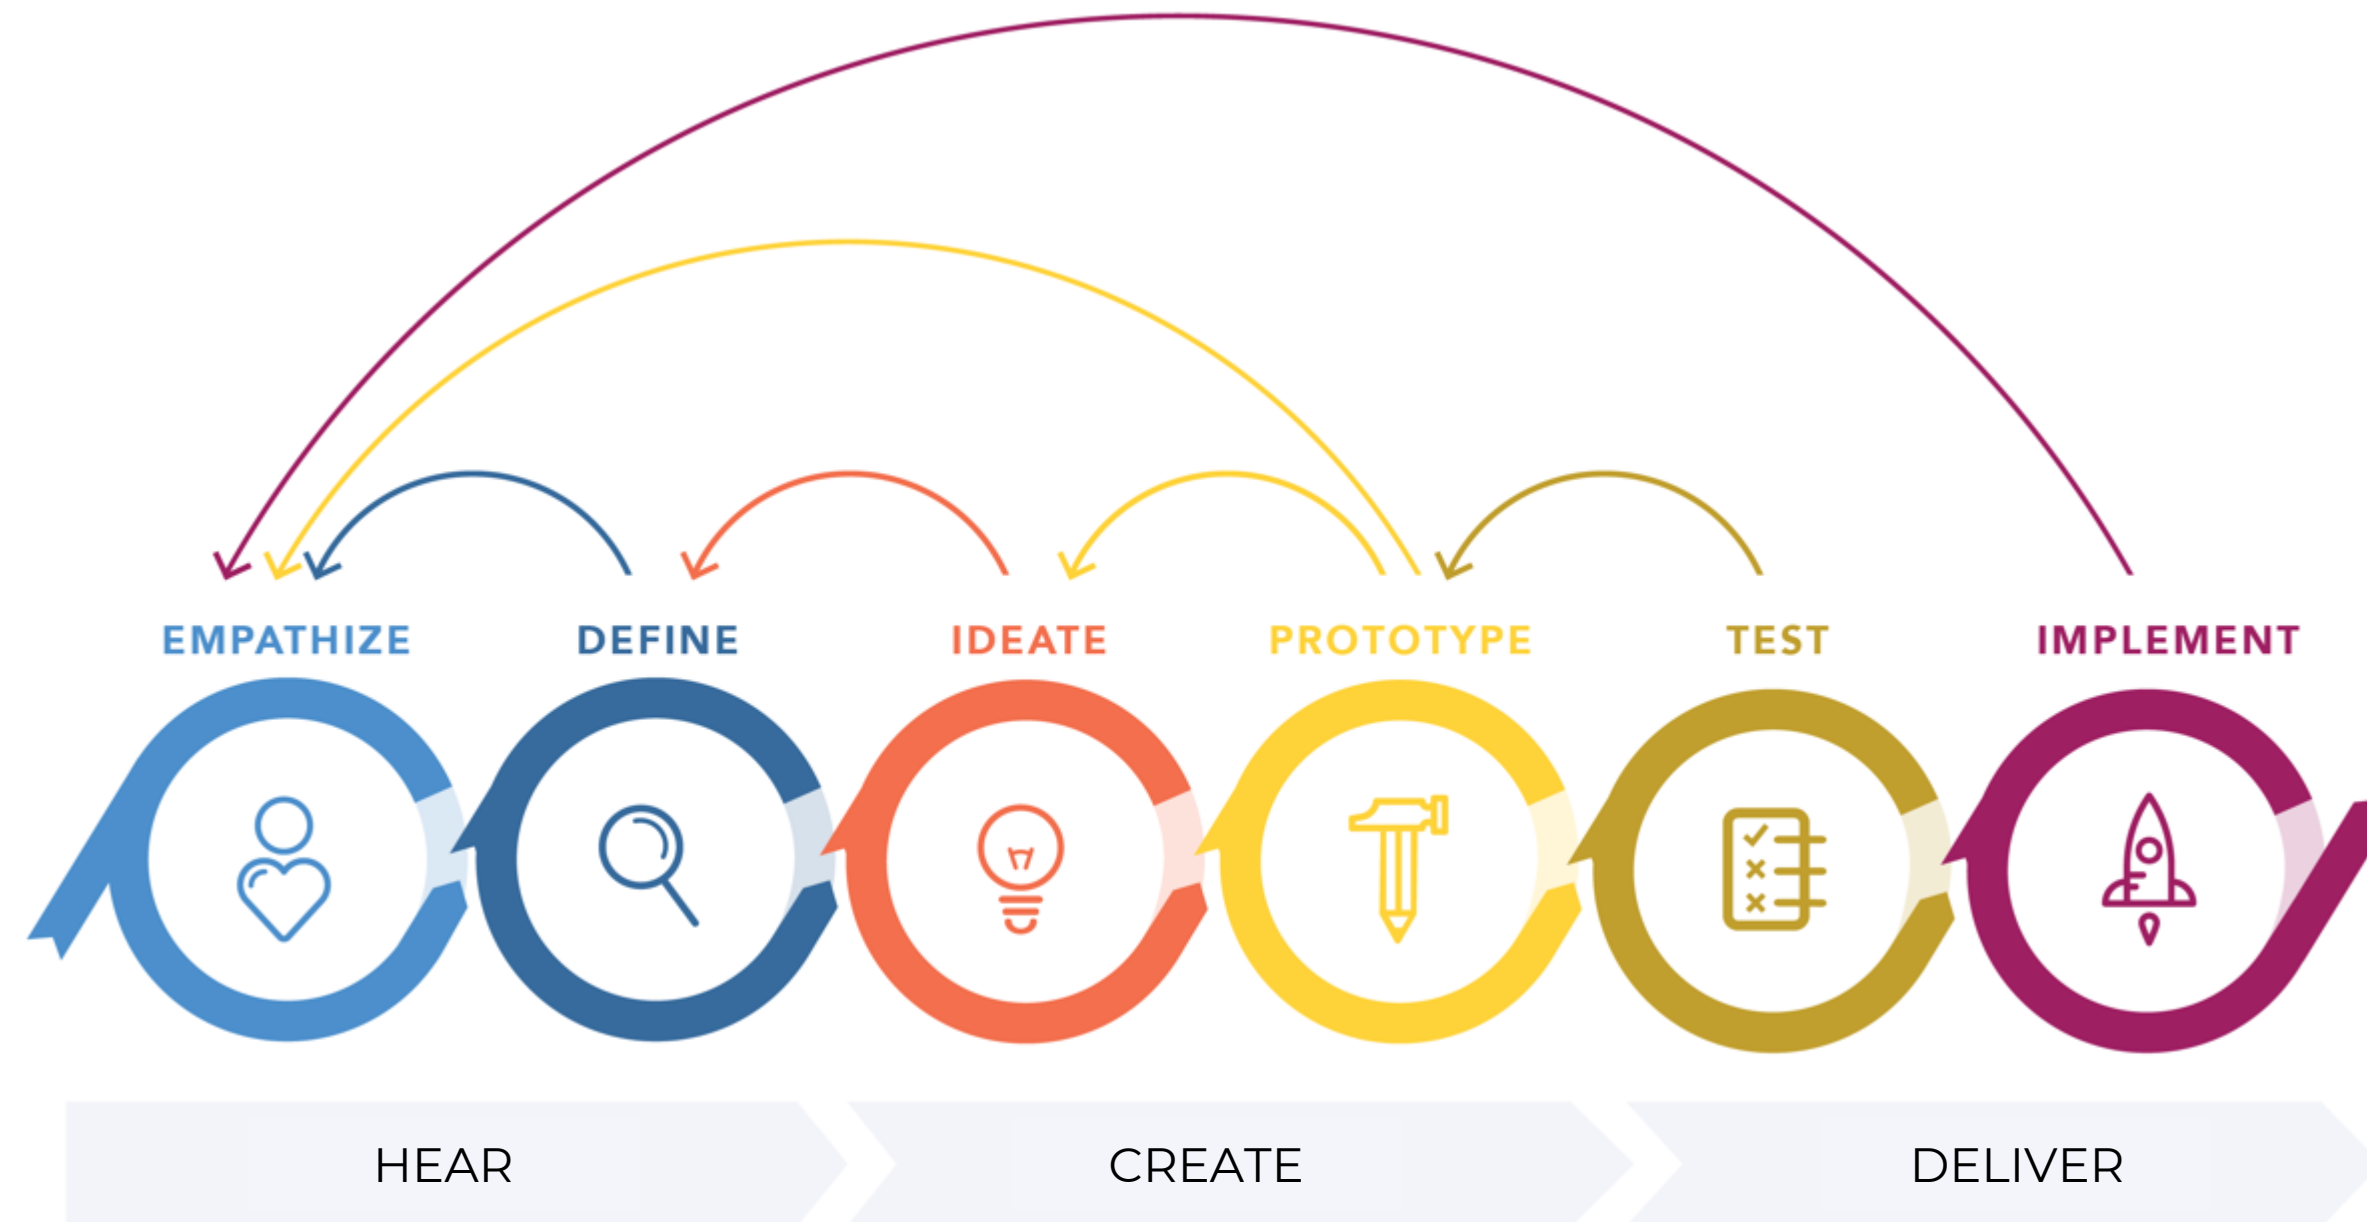 EMPATHIZE
DEFINE
IDEATE
PROTOTYPE
TEST
IMPLEMENT
HEAR
CREATE
DELIVER